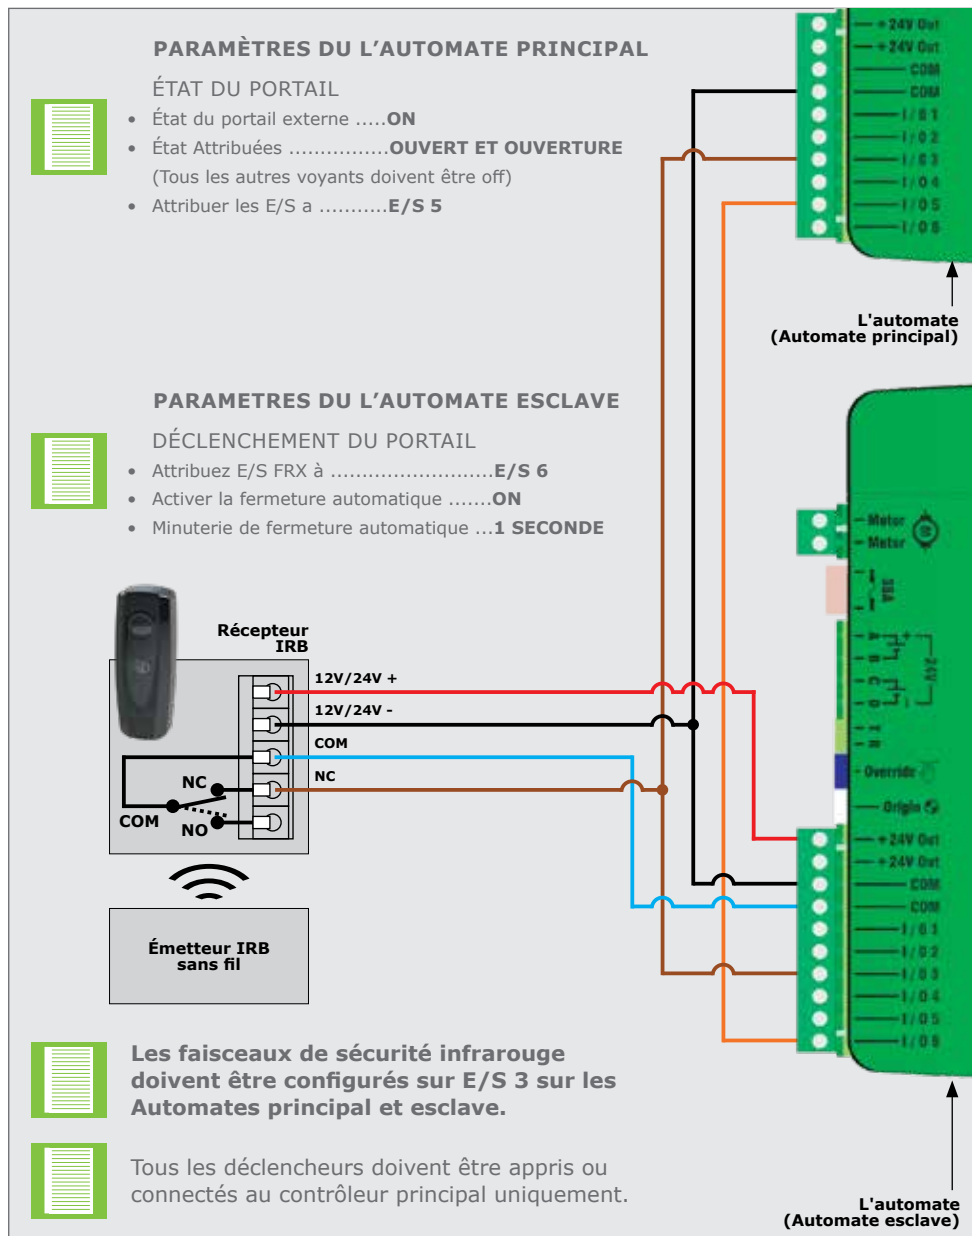 PARAMÈTRES DU L'AUTOMATE PRINCIPAL
ÉTAT DU PORTAIL
• État du portail externe .....ON
• État Attribuées ................OUVERT ET OUVERTURE
(Tous les autres voyants doivent être off)
• Attribuer les E/S a ...........E/S 5
+24V Out
+24V Out
COM
COM
I/O 1
I/O 2
I/O 3
I/O 4
I/O 5
I/O 6
L'automate
(Automate principal)
PARAMETRES DU L'AUTOMATE ESCLAVE
DÉCLENCHEMENT DU PORTAIL
• Attribuez E/S FRX à ..........................E/S 6
• Activer la fermeture automatique .......ON
• Minuterie de fermeture automatique ...1 SECONDE
Motor
Motor
M
A
B
C
D
+
-
24V
Override
Origin
+24V Out
+24V Out
COM
COM
I/O 1
I/O 2
I/O 3
I/O 4
I/O 5
I/O 6
Récepteur
IRB
12V/24V +
12V/24V -
COM
NC
NC
COM
NO
Émetteur IRB
sans fil
Les faisceaux de sécurité infrarouge
doivent être configurés sur E/S 3 sur les
Automates principal et esclave.
Tous les déclencheurs doivent être appris ou
connectés au contrôleur principal uniquement.
L'automate
(Automate esclave)